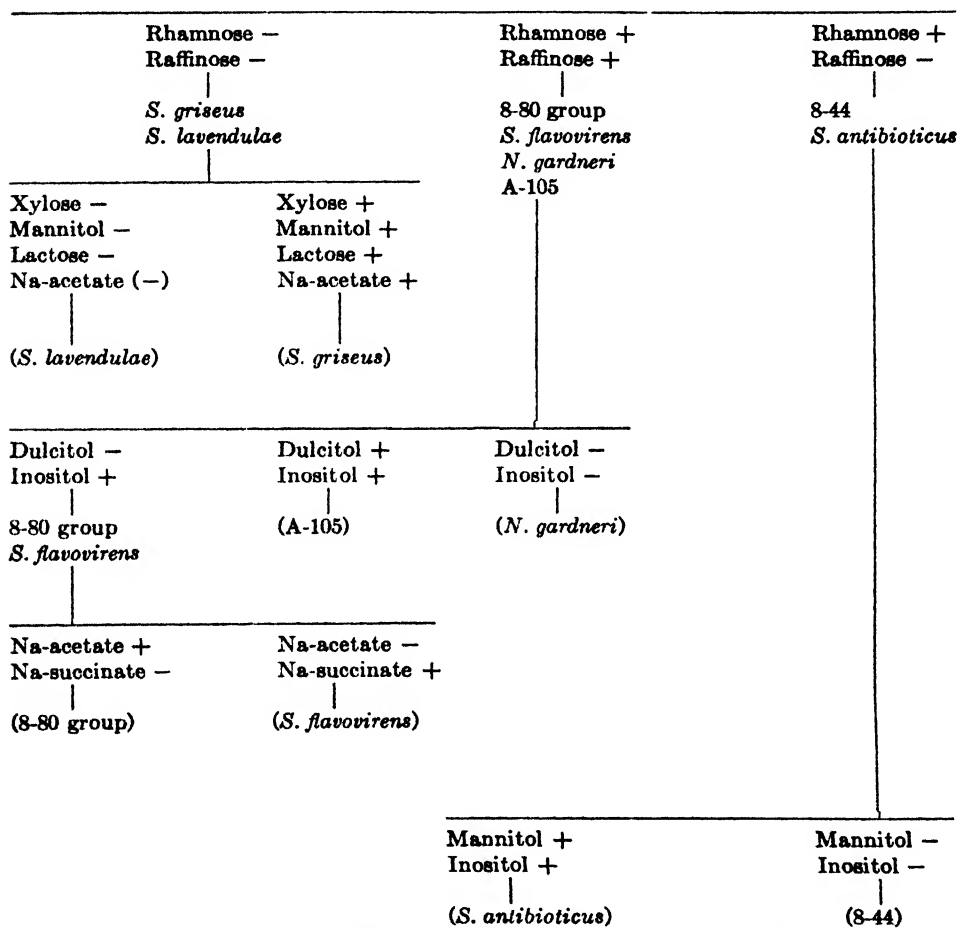 Rhamnose − Rhamnose + Rhamnose +
Raffinose − Raffinose + Raffinose −
S. griseus 8-80 group 8-44
S. lavendulae S. flavovirens S. antibioticus
N. gardneri
A-105
Xylose − Xylose +
Mannitol − Mannitol +
Lactose − Lactose +
Na-acetate (−) Na-acetate +
(S. lavendulae) (S. griseus)
Dulcitol − Dulcitol + Dulcitol −
Inositol + Inositol + Inositol −
8-80 group (A-105) (N. gardneri)
S. flavovirens
Na-acetate + Na-acetate −
Na-succinate − Na-succinate +
(8-80 group) (S. flavovirens)
Mannitol + Mannitol −
Inositol + Inositol −
(S. antibioticus) (8-44)